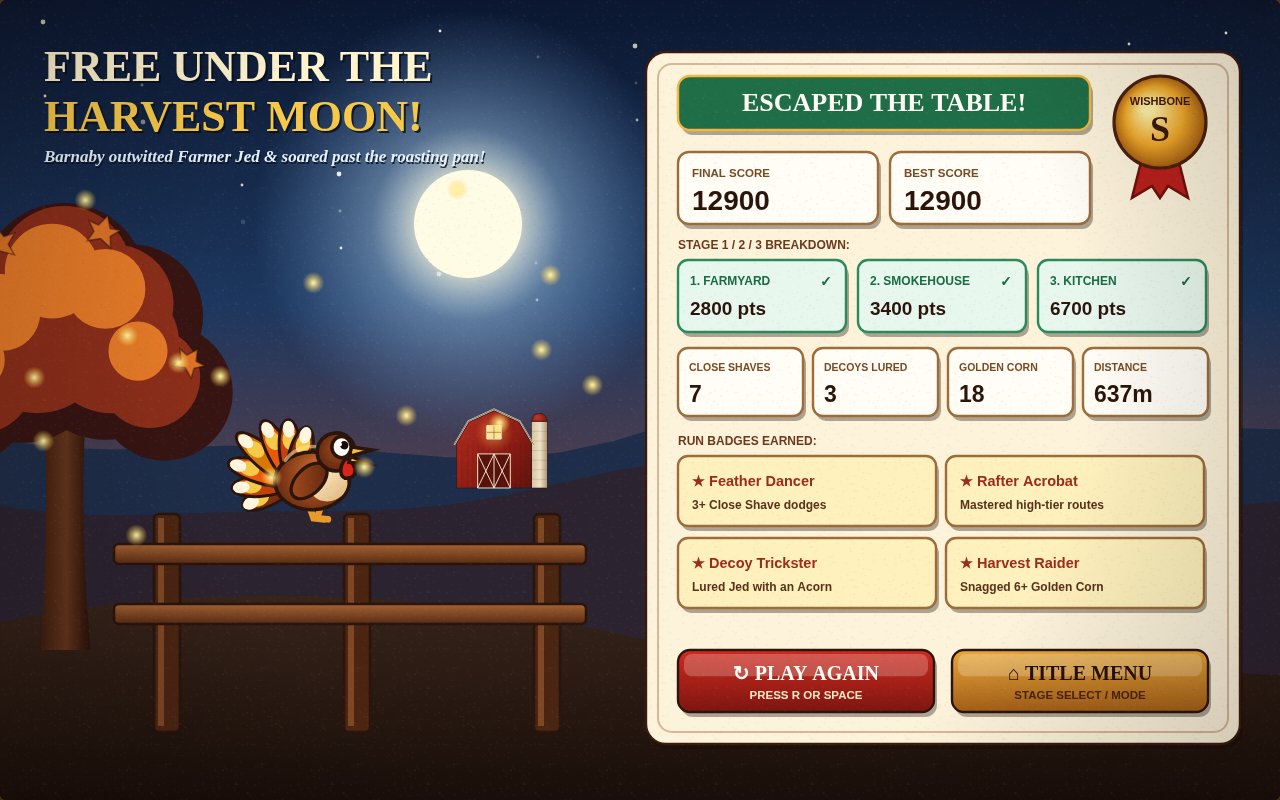 FREE UNDER THE
HARVEST MOON!
Barnaby outwitted Farmer Jed & soared past the roasting pan!
ESCAPED THE TABLE!
WISHBONE
S
FINAL SCORE
12900
BEST SCORE
12900
STAGE 1 / 2 / 3 BREAKDOWN:
1. FARMYARD ✓
2800 pts
2. SMOKEHOUSE ✓
3400 pts
3. KITCHEN ✓
6700 pts
CLOSE SHAVES
7
DECOYS LURED
3
GOLDEN CORN
18
DISTANCE
637m
RUN BADGES EARNED:
★ Feather Dancer
3+ Close Shave dodges
★ Rafter Acrobat
Mastered high-tier routes
★ Decoy Trickster
Lured Jed with an Acorn
★ Harvest Raider
Snagged 6+ Golden Corn
↻ PLAY AGAIN
PRESS R OR SPACE
⌂ TITLE MENU
STAGE SELECT / MODE